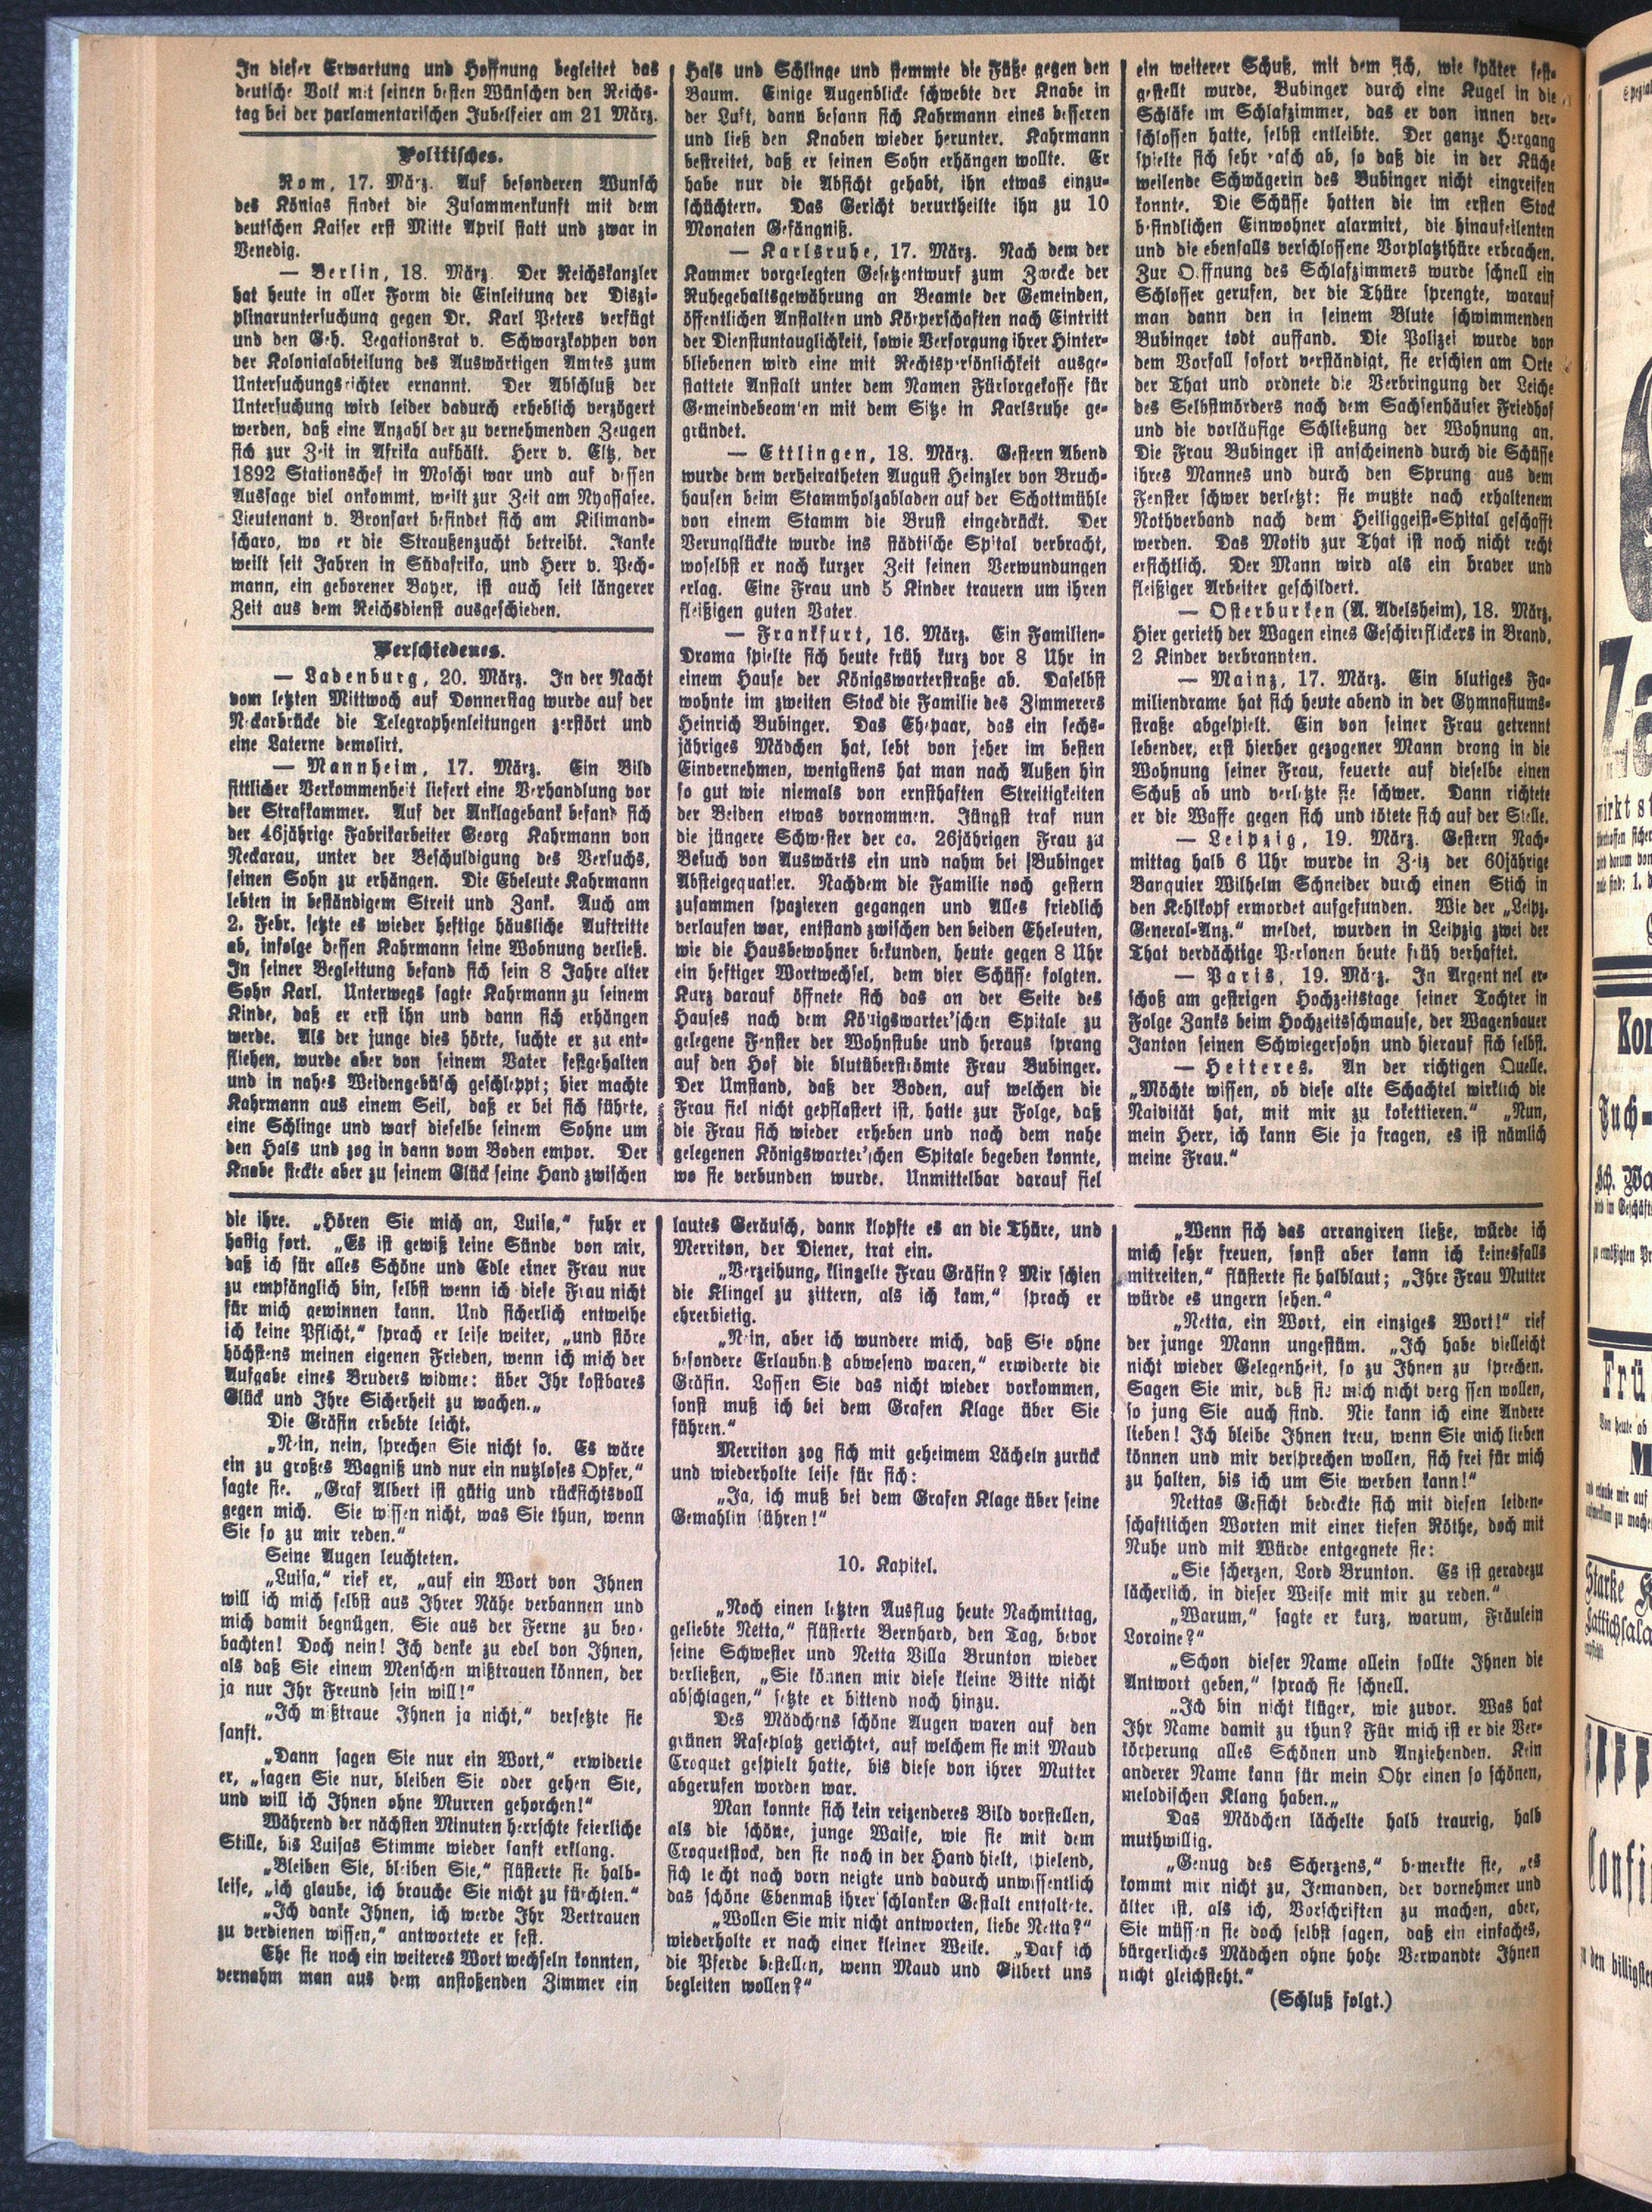 In dieser Erwartung und Hoffnung begleitet das
deutsche Volk mit seinen besten Wünschen den Reichs-
tag bei der parlamentarischen Jubelfeier am 21 März.
Politisches.
Rom, 17. März. Auf besonderen Wunsch
des Königs findet die Zusammenkunft mit dem
deutschen Kaiser erst Mitte April statt und zwar in
Venedig.
— Berlin, 18. März. Der Reichskanzler
hat heute in aller Form die Einleitung der Diszi-
plinaruntersuchung gegen Dr. Karl Peters verfügt
und den Geh. Legationsrat v. Schwarzkoppen von
der Kolonialabteilung des Auswärtigen Amtes zum
Untersuchungsrichter ernannt. Der Abschluß der
Untersuchung wird leider dadurch erheblich verzögert
werden, daß eine Anzahl der zu vernehmenden Zeugen
sich zur Zeit in Afrika aufhält. Herr v. Eltz, der
1892 Stationschef in Moschi war und auf dessen
Aussage viel ankommt, weilt zur Zeit am Nyassasee.
Lieutenant v. Bronsart befindet sich am Kilimand-
scharo, wo er die Straußenzucht betreibt. Janke
weilt seit Jahren in Südafrika, und Herr v. Pech-
mann, ein geborener Bayer, ist auch seit längerer
Zeit aus dem Reichsdienst ausgeschieden.
Verschiedenes.
— Ladenburg, 20. März. In der Nacht
vom letzten Mittwoch auf Donnerstag wurde auf der
Neckarbrücke die Telegraphenleitungen zerstört und
eine Laterne demolirt.
— Mannheim, 17. März. Ein Bild
sittlicher Verkommenheit liefert eine Verhandlung vor
der Strafkammer. Auf der Anklagebank befand sich
der 46jährige Fabrikarbeiter Georg Kahrmann von
Neckarau, unter der Beschuldigung des Versuchs,
seinen Sohn zu erhängen. Die Eheleute Kahrmann
lebten in beständigem Streit und Zank. Auch am
2. Febr. setzte es wieder heftige häusliche Auftritte
ab, infolge dessen Kahrmann seine Wohnung verließ.
In seiner Begleitung befand sich sein 8 Jahre alter
Sohn Karl. Unterwegs sagte Kahrmann zu seinem
Kinde, daß er erst ihn und dann sich erhängen
werde. Als der junge dies hörte, suchte er zu ent-
fliehen, wurde aber von seinem Vater festgehalten
und in nahes Weidengebüsch geschleppt; hier machte
Kahrmann aus einem Seil, daß er bei sich führte,
eine Schlinge und warf dieselbe seinem Sohne um
den Hals und zog in dann vom Boden empor. Der
Knabe steckte aber zu seinem Glück seine Hand zwischen
Hals und Schlinge und stemmte die Füße gegen den
Baum. Einige Augenblicke schwebte der Knabe in
der Luft, dann besann sich Kahrmann eines besseren
und ließ den Knaben wieder herunter. Kahrmann
bestreitet, daß er seinen Sohn erhängen wollte. Er
habe nur die Absicht gehabt, ihn etwas einzu-
schüchtern. Das Gericht verurtheilte ihn zu 10
Monaten Gefängniß.
— Karlsruhe, 17. März. Nach dem der
Kammer vorgelegten Gesetzentwurf zum Zwecke der
Ruhegehaltsgewährung an Beamte der Gemeinden,
öffentlichen Anstalten und Körperschaften nach Eintritt
der Dienstuntauglichkeit, sowie Versorgung ihrer Hinter-
bliebenen wird eine mit Rechtspersönlichkeit ausge-
stattete Anstalt unter dem Namen Fürsorgekasse für
Gemeindebeamten mit dem Sitze in Karlsruhe ge-
gründet.
— Ettlingen, 18. März. Gestern Abend
wurde dem verheiratheten August Heinzler von Bruch-
hausen beim Stammholzabladen auf der Schottmühle
von einem Stamm die Brust eingedrückt. Der
Verunglückte wurde ins städtische Spital verbracht,
woselbst er nach kurzer Zeit seinen Verwundungen
erlag. Eine Frau und 5 Kinder trauern um ihren
fleißigen guten Vater.
— Frankfurt, 16. März. Ein Familien-
Drama spielte sich heute früh kurz vor 8 Uhr in
einem Hause der Königswarterstraße ab. Daselbst
wohnte im zweiten Stock die Familie des Zimmerers
Heinrich Bubinger. Das Ehepaar, das ein sechs-
jähriges Mädchen hat, lebt von jeher im besten
Einvernehmen, wenigstens hat man nach Außen hin
so gut wie niemals von ernsthaften Streitigkeiten
der Beiden etwas vornommen. Jüngst traf nun
die jüngere Schwester der ca. 26jährigen Frau zu
Besuch von Auswärts ein und nahm bei Bubinger
Absteigequatier. Nachdem die Familie noch gestern
zusammen spazieren gegangen und Alles friedlich
verlaufen war, entstand zwischen den beiden Eheleuten,
wie die Hausbewohner bekunden, heute gegen 8 Uhr
ein heftiger Wortwechsel, dem vier Schüsse folgten.
Kurz darauf öffnete sich das an der Seite des
Hauses nach dem Königswarter'schen Spitale zu
gelegene Fenster der Wohnstube und heraus sprang
auf den Hof die blutüberströmte Frau Bubinger.
Der Umstand, daß der Boden, auf welchen die
Frau fiel nicht gepflastert ist, hatte zur Folge, daß
die Frau sich wieder erheben und nach dem nahe
gelegenen Königswarter'schen Spitale begeben konnte,
wo sie verbunden wurde. Unmittelbar darauf fiel
ein weiterer Schuß, mit dem sich, wie später fest-
gestellt wurde, Bubinger durch eine Kugel in die
Schläfe im Schlafzimmer, das er von innen ver-
schlossen hatte, selbst entleibte. Der ganze Hergang
spielte sich sehr rasch ab, so daß die in der Küche
weilende Schwägerin des Bubinger nicht eingreifen
konnte. Die Schüsse hatten die im ersten Stock
befindlichen Einwohner alarmirt, die hinaufeilenten
und die ebenfalls verschlossene Vorplatzthüre erbrachen.
Zur Oeffnung des Schlafzimmers wurde schnell ein
Schlosser gerufen, der die Thüre sprengte, worauf
man dann den in seinem Blute schwimmenden
Bubinger todt auffand. Die Polizei wurde von
dem Vorfall sofort verständigt, sie erschien am Orte
der That und ordnete die Verbringung der Leiche
des Selbstmörders nach dem Sachsenhäuser Friedhof
und die vorläufige Schließung der Wohnung an.
Die Frau Bubinger ist anscheinend durch die Schüsse
ihres Mannes und durch den Sprung aus dem
Fenster schwer verletzt: sie mußte nach erhaltenem
Nothverband nach dem Heiliggeist-Spital geschafft
werden. Das Motiv zur That ist noch nicht recht
ersichtlich. Der Mann wird als ein braver und
fleißiger Arbeiter geschildert.
— Osterburken (A. Adelsheim), 18. März.
Hier gerieth der Wagen eines Geschirrflickers in Brand,
2 Kinder verbrannten.
— Mainz, 17. März. Ein blutiges Fa-
miliendrame hat sich heute abend in der Gymnasiums-
straße abgespielt. Ein von seiner Frau getrennt
lebender, erst hierher gezogener Mann drang in die
Wohnung seiner Frau, feuerte auf dieselbe einen
Schuß ab und verletzte sie schwer. Dann richtete
er die Waffe gegen sich und tötete sich auf der Stelle.
— Leipzig, 19. März. Gestern Nach-
mittag halb 6 Uhr wurde in Zeiz der 60jährige
Banquier Wilhelm Schneider durch einen Stich in
den Kehlkopf ermordet aufgefunden. Wie der „Leipz.
General-Anz.“ meldet, wurden in Leipzig zwei der
That verdächtige Personen heute früh verhaftet.
— Paris, 19. März. In Argent nel er-
schoß am gestrigen Hochzeitstage seiner Tochter in
Folge Zanks beim Hochzeitsschmause, der Wagenbauer
Janton seinen Schwiegersohn und hierauf sich selbst.
— Heiteres. An der richtigen Quelle.
„Möchte wissen, ob diese alte Schachtel wirklich die
Naivität hat, mit mir zu kokettieren.“ „Nun,
mein Herr, ich kann Sie ja fragen, es ist nämlich
meine Frau.“
die ihre. „Hören Sie mich an, Luisa,“ fuhr er
hastig fort. „Es ist gewiß keine Sünde von mir,
daß ich für alles Schöne und Edle einer Frau nur
zu empfänglich bin, selbst wenn ich diese Frau nicht
für mich gewinnen kann. Und sicherlich entweihe
ich keine Pflicht,“ sprach er leise weiter, „und störe
höchstens meinen eigenen Frieden, wenn ich mich der
Aufgabe eines Bruders widme: über Ihr kostbares
Glück und Ihre Sicherheit zu wachen.„
Die Gräfin erbebte leicht.
„Nein, nein, sprechen Sie nicht so. Es wäre
ein zu großes Wagniß und nur ein nutzloses Opfer,“
sagte sie. „Graf Albert ist gütig und rücksichtsvoll
gegen mich. Sie wissen nicht, was Sie thun, wenn
Sie so zu mir reden.“
Seine Augen leuchteten.
„Luisa,“ rief er, „auf ein Wort von Ihnen
will ich mich selbst aus Ihrer Nähe verbannen und
mich damit begnügen, Sie aus der Ferne zu beo-
bachten! Doch nein! Ich denke zu edel von Ihnen,
als daß Sie einem Menschen mißtrauen können, der
ja nur Ihr Freund sein will!“
„Ich mißtraue Ihnen ja nicht,“ versetzte sie
sanft.
„Dann sagen Sie nur ein Wort,“ erwiderte
er, „sagen Sie nur, bleiben Sie oder gehen Sie,
und will ich Ihnen ohne Murren gehorchen!“
Während der nächsten Minuten herrschte feierliche
Stille, bis Luisas Stimme wieder sanft erklang.
„Bleiben Sie, bleiben Sie,“ flüsterte sie halb-
leise, „ich glaube, ich brauche Sie nicht zu fürchten.“
„Ich danke Ihnen, ich werde Ihr Vertrauen
zu verdienen wissen,“ antwortete er fest.
Ehe sie noch ein weiteres Wort wechseln konnten,
vernahm man aus dem anstoßenden Zimmer ein
lautes Geräusch, dann klopfte es an die Thüre, und
Merriton, der Diener, trat ein.
„Verzeihung, klingelte Frau Gräfin? Mir schien
die Klingel zu zittern, als ich kam,“ sprach er
ehrerbietig.
„Nein, aber ich wundere mich, daß Sie ohne
besondere Erlaubniß abwesend waren,“ erwiderte die
Gräfin. Lassen Sie das nicht wieder vorkommen,
sonst muß ich bei dem Grafen Klage über Sie
führen.“
Merriton zog sich mit geheimem Lächeln zurück
und wiederholte leise für sich:
„Ja, ich muß bei dem Grafen Klage über seine
Gemahlin führen!“
10. Kapitel.
„Noch einen letzten Ausflug heute Nachmittag,
geliebte Netta,“ flüsterte Bernhard, den Tag, bevor
seine Schwester und Netta Villa Brunton wieder
verließen, „Sie können mir diese kleine Bitte nicht
abschlagen,“ setzte er bittend noch hinzu.
Des Mädchens schöne Augen waren auf den
grünen Raseplatz gerichtet, auf welchem sie mit Maud
Croquet gespielt hatte, bis diese von ihrer Mutter
abgerufen worden war.
Man konnte sich kein reizenderes Bild vorstellen,
als die schöne, junge Waise, wie sie mit dem
Croquetstock, den sie noch in der Hand hielt, spielend,
sich leicht nach vorn neigte und dadurch unwissentlich
das schöne Ebenmaß ihrer schlanken Gestalt entfaltete.
„Wollen Sie mir nicht antworten, liebe Netta?“
wiederholte er nach einer kleiner Weile. „Darf ich
die Pferde bestellen, wenn Maud und Gilbert uns
begleiten wollen?“
„Wenn sich das arrangiren ließe, würde ich
mich sehr freuen, sonst aber kann ich keinesfalls
mitreiten,“ flüsterte sie halblaut; „Ihre Frau Mutter
würde es ungern sehen.“
„Netta, ein Wort, ein einziges Wort!“ rief
der junge Mann ungestüm. „Ich habe vielleicht
nicht wieder Gelegenheit, so zu Ihnen zu sprechen.
Sagen Sie mir, daß sie mich nicht verg ssen wollen,
so jung Sie auch sind. Nie kann ich eine Andere
lieben! Ich bleibe Ihnen treu, wenn Sie mich lieben
können und mir versprechen wollen, sich frei für mich
zu halten, bis ich um Sie werben kann!“
Nettas Gesicht bedeckte sich mit diesen leiden-
schaftlichen Worten mit einer tiefen Röthe, doch mit
Ruhe und mit Würde entgegnete sie:
„Sie scherzen, Lord Brunton. Es ist geradezu
lächerlich, in dieser Weise mit mir zu reden.“
„Warum,“ sagte er kurz, warum, Fräulein
Loraine?“
„Schon dieser Name allein sollte Ihnen die
Antwort geben,“ sprach sie schnell.
„Ich bin nicht klüger, wie zuvor. Was hat
Ihr Name damit zu thun? Für mich ist er die Ver-
körperung alles Schönen und Anziehenden. Kein
anderer Name kann für mein Ohr einen so schönen,
melodischen Klang haben.„
Das Mädchen lächelte halb traurig, halb
muthwillig.
„Genug des Scherzens,“ bemerkte sie, „es
kommt mir nicht zu, Jemanden, der vornehmer und
älter ist, als ich, Vorschriften zu machen, aber,
Sie müssen sie doch selbst sagen, daß ein einfaches,
bürgerliches Mädchen ohne hohe Verwandte Ihnen
nicht gleichsteht.“
(Schluß folgt.)